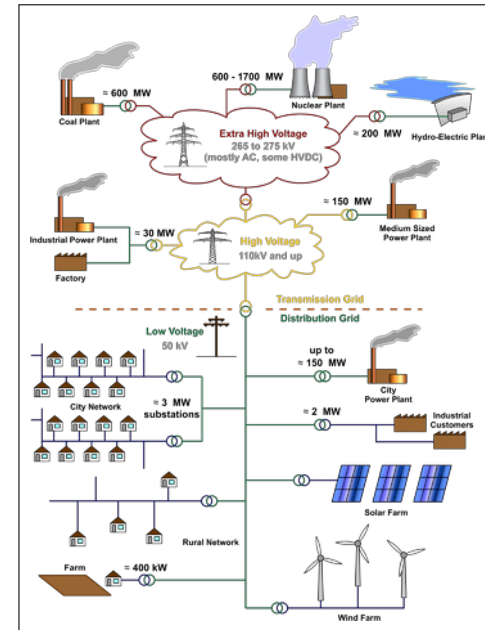 ≈ 600 MW
Coal Plant
600 - 1700 MW
Nuclear Plant
≈ 200 MW
Hydro-Electric Plant
Extra High Voltage
265 to 275 kV
(mostly AC, some HVDC)
≈ 30 MW
Industrial Power Plant
Factory
High Voltage
110kV and up
≈ 150 MW
Medium Sized
Power Plant
Transmission Grid
Distribution Grid
Low Voltage
50 kV
City Network
≈ 3 MW
substations
up to
≈ 150 MW
City
Power Plant
≈ 2 MW
Industrial
Customers
Solar Farm
Rural Network
Farm
≈ 400 kW
Wind Farm